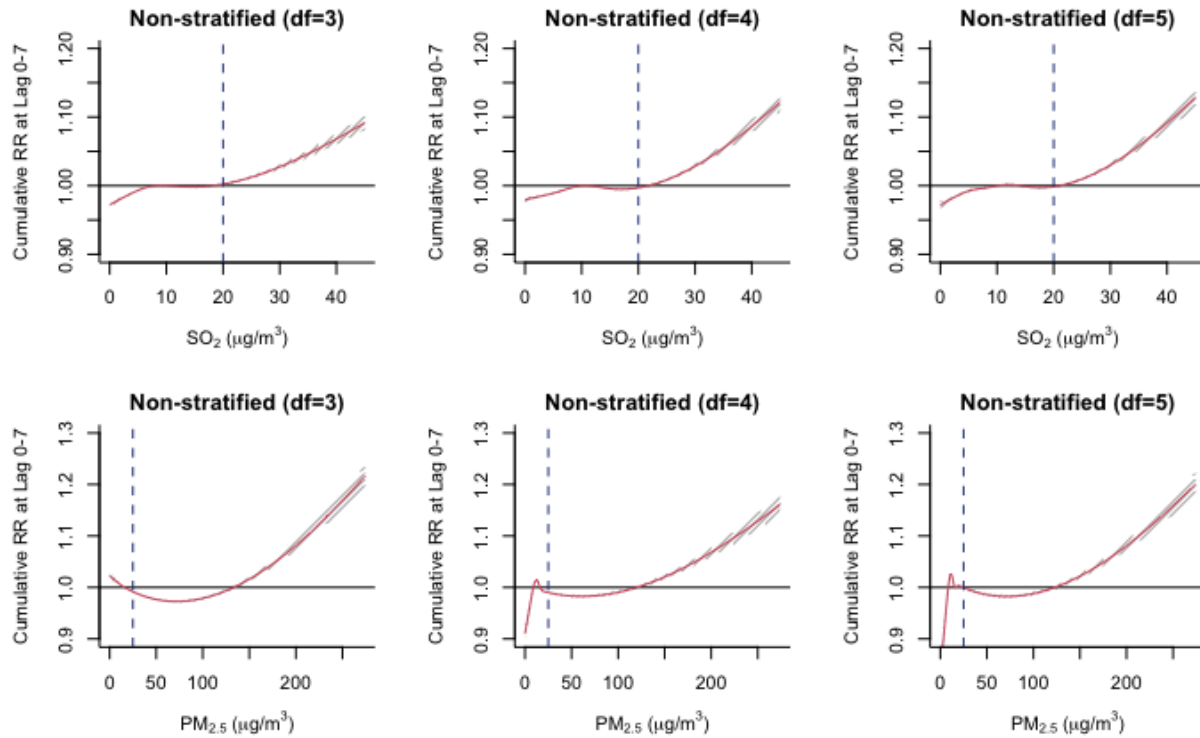 Non-stratified (df=3)
Cumulative RR at Lag 0-7
0.90 1.00 1.10 1.20
0 10 20 30 40
SO2 (μg/m3)
Non-stratified (df=4)
Cumulative RR at Lag 0-7
0.90 1.00 1.10 1.20
0 10 20 30 40
SO2 (μg/m3)
Non-stratified (df=5)
Cumulative RR at Lag 0-7
0.90 1.00 1.10 1.20
0 10 20 30 40
SO2 (μg/m3)
Non-stratified (df=3)
Cumulative RR at Lag 0-7
0.9 1.0 1.1 1.2 1.3
0 50 100 200
PM2.5 (μg/m3)
Non-stratified (df=4)
Cumulative RR at Lag 0-7
0.9 1.0 1.1 1.2 1.3
0 50 100 200
PM2.5 (μg/m3)
Non-stratified (df=5)
Cumulative RR at Lag 0-7
0.9 1.0 1.1 1.2 1.3
0 50 100 200
PM2.5 (μg/m3)